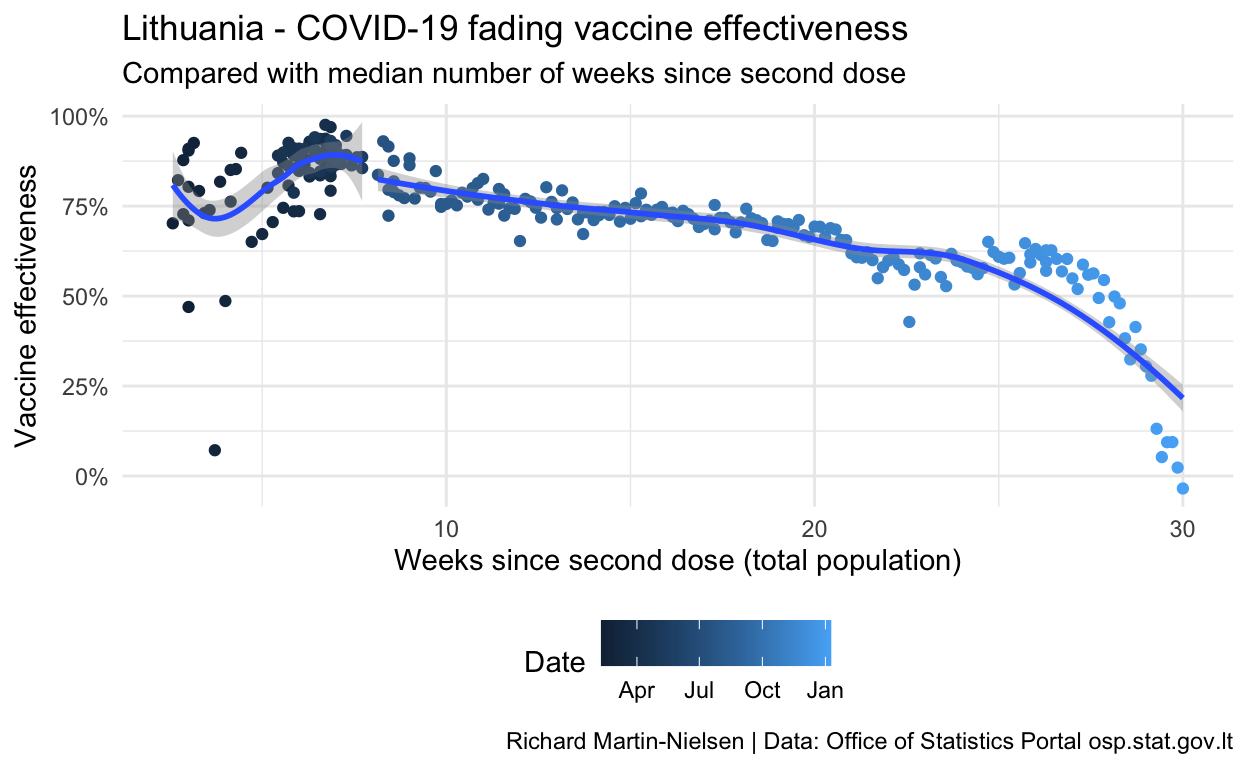 Lithuania - COVID-19 fading vaccine effectiveness
Compared with median number of weeks since second dose
Vaccine effectiveness
100%
75%
50%
25%
0%
10 20 30
Weeks since second dose (total population)
Date
Apr Jul Oct Jan
Richard Martin-Nielsen | Data: Office of Statistics Portal osp.stat.gov.lt